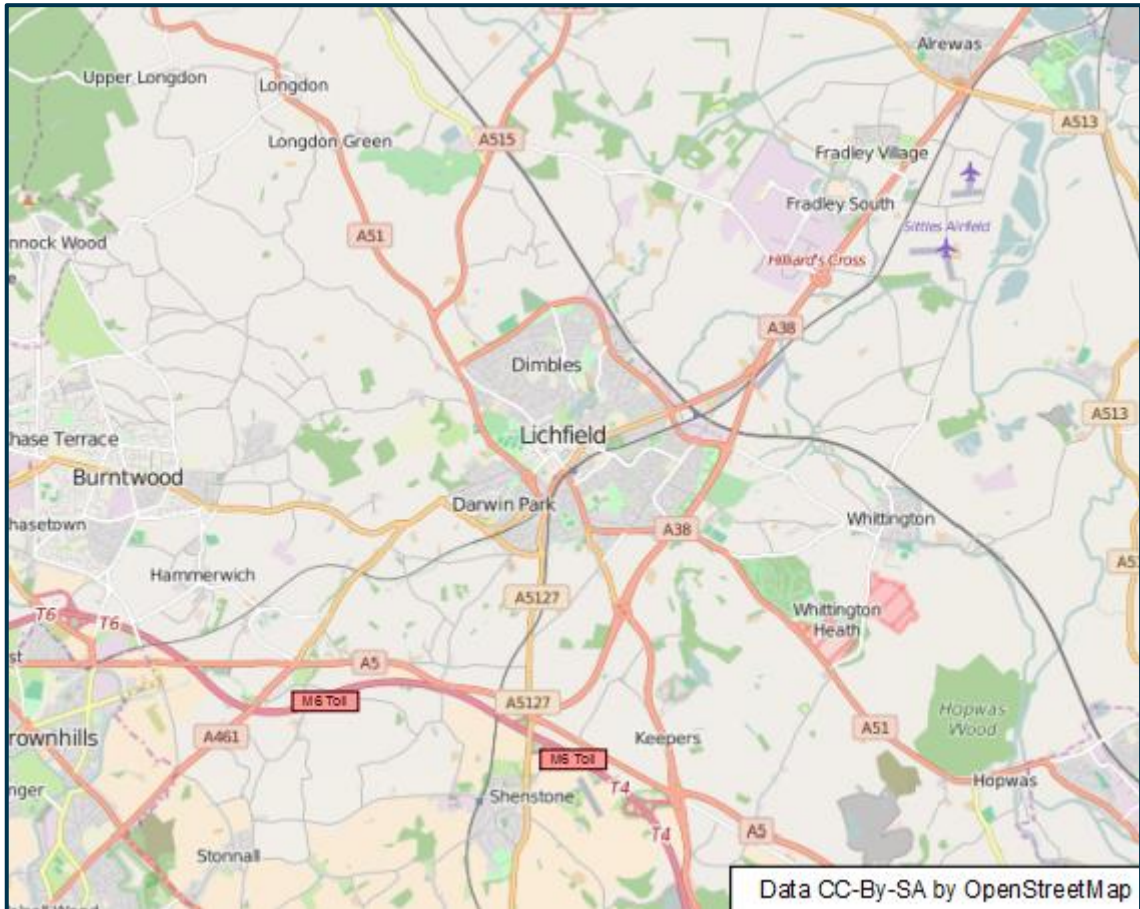 Alrewas
Upper Longdon
Longdon
A513
Longdon Green
A515
Fradley Village
Fradley South
Sittles Airfield
A51
nnock Wood
Hilliard's Cross
A38
Dimbles
A513
hase Terrace
Lichfield
Burntwood
Darwin Park
hasetown
Whittington
A38
A51
Hammerwich
A5127
Whittington
Heath
T6
T6
st
A5
M6 Toll
A5127
Hopwas
Wood
A461
rownhills
Keepers
A51
M6 Toll
Hopwas
nger
Shenstone
T4
T4
A5
Stonnall
Data CC-By-SA by OpenStreetMap